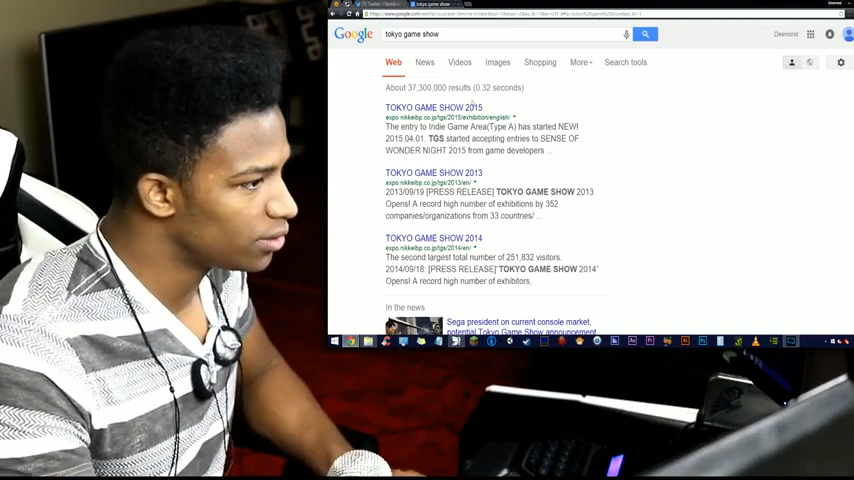 tokyo game show
Google
tokyo game show
Desmond
Web News Videos Images Shopping More Search tools
About 37,300,000 results (0.32 seconds)
TOKYO GAME SHOW 2015
expo.nikkeibp.co.jp/tgs/2015/exhibition/english/
The entry to Indie Game Area(Type A) has started NEW!
2015.04.01. TGS started accepting entries to SENSE OF
WONDER NIGHT 2015 from game developers ...
TOKYO GAME SHOW 2013
expo.nikkeibp.co.jp/tgs/2013/en/
2013/09/19 [PRESS RELEASE] TOKYO GAME SHOW 2013
Opens! A record high number of exhibitions by 352
companies/organizations from 33 countries/ ...
TOKYO GAME SHOW 2014
expo.nikkeibp.co.jp/tgs/2014/en/
The second largest total number of 251,832 visitors.
2014/09/18: [PRESS RELEASE]"TOKYO GAME SHOW 2014"
Opens! A record high number of exhibitors,
In the news
Sega president on current console market,
potential Tokyo Game Show announcement